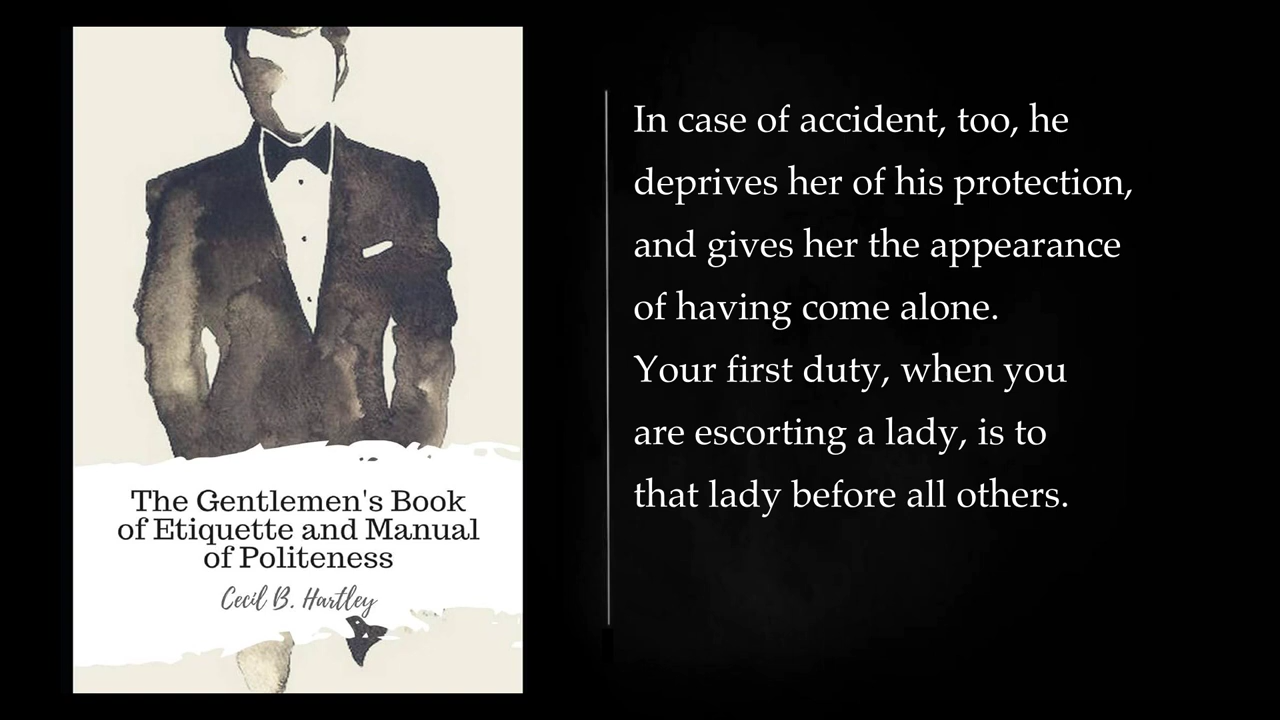 The Gentlemen's Book
of Etiquette and Manual
of Politeness
Cecil B. Hartley
In case of accident, too, he
deprives her of his protection,
and gives her the appearance
of having come alone.
Your first duty, when you
are escorting a lady, is to
that lady before all others.